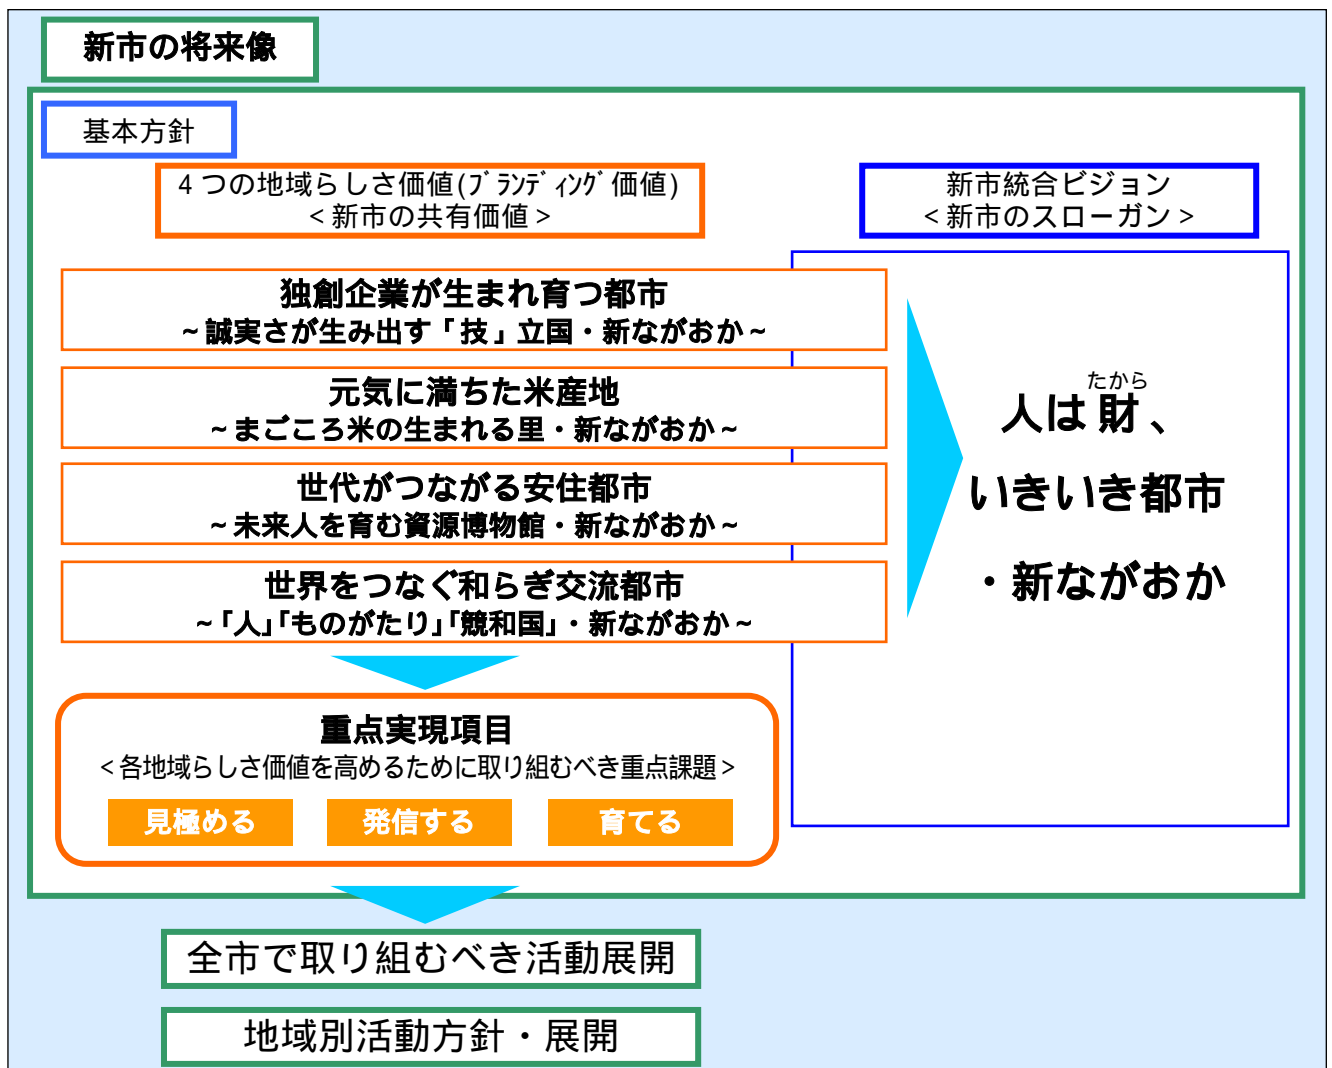 新市の将来像
基本方針
4つの地域らしさ価値(ﾌﾞﾗﾝﾃﾞｨﾝｸﾞ価値)
<新市の共有価値>
新市統合ビジョン
<新市のスローガン>
独創企業が生まれ育つ都市
~誠実さが生み出す「技」立国・新ながおか~
元気に満ちた米産地
~まごころ米の生まれる里・新ながおか~
世代がつながる安住都市
~未来人を育む資源博物館・新ながおか~
世界をつなぐ和らぎ交流都市
~「人」「ものがたり」「競和国」・新ながおか~
たから
人は財、
いきいき都市
・新ながおか
重点実現項目
<各地域らしさ価値を高めるために取り組むべき重点課題>
見極める
発信する
育てる
全市で取り組むべき活動展開
地域別活動方針・展開